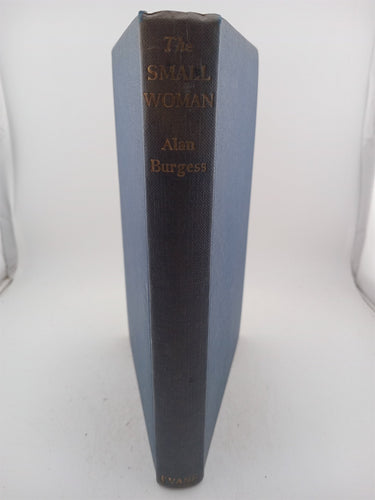 The
SMALL
WOMAN
Alan
Burgess
EVANS